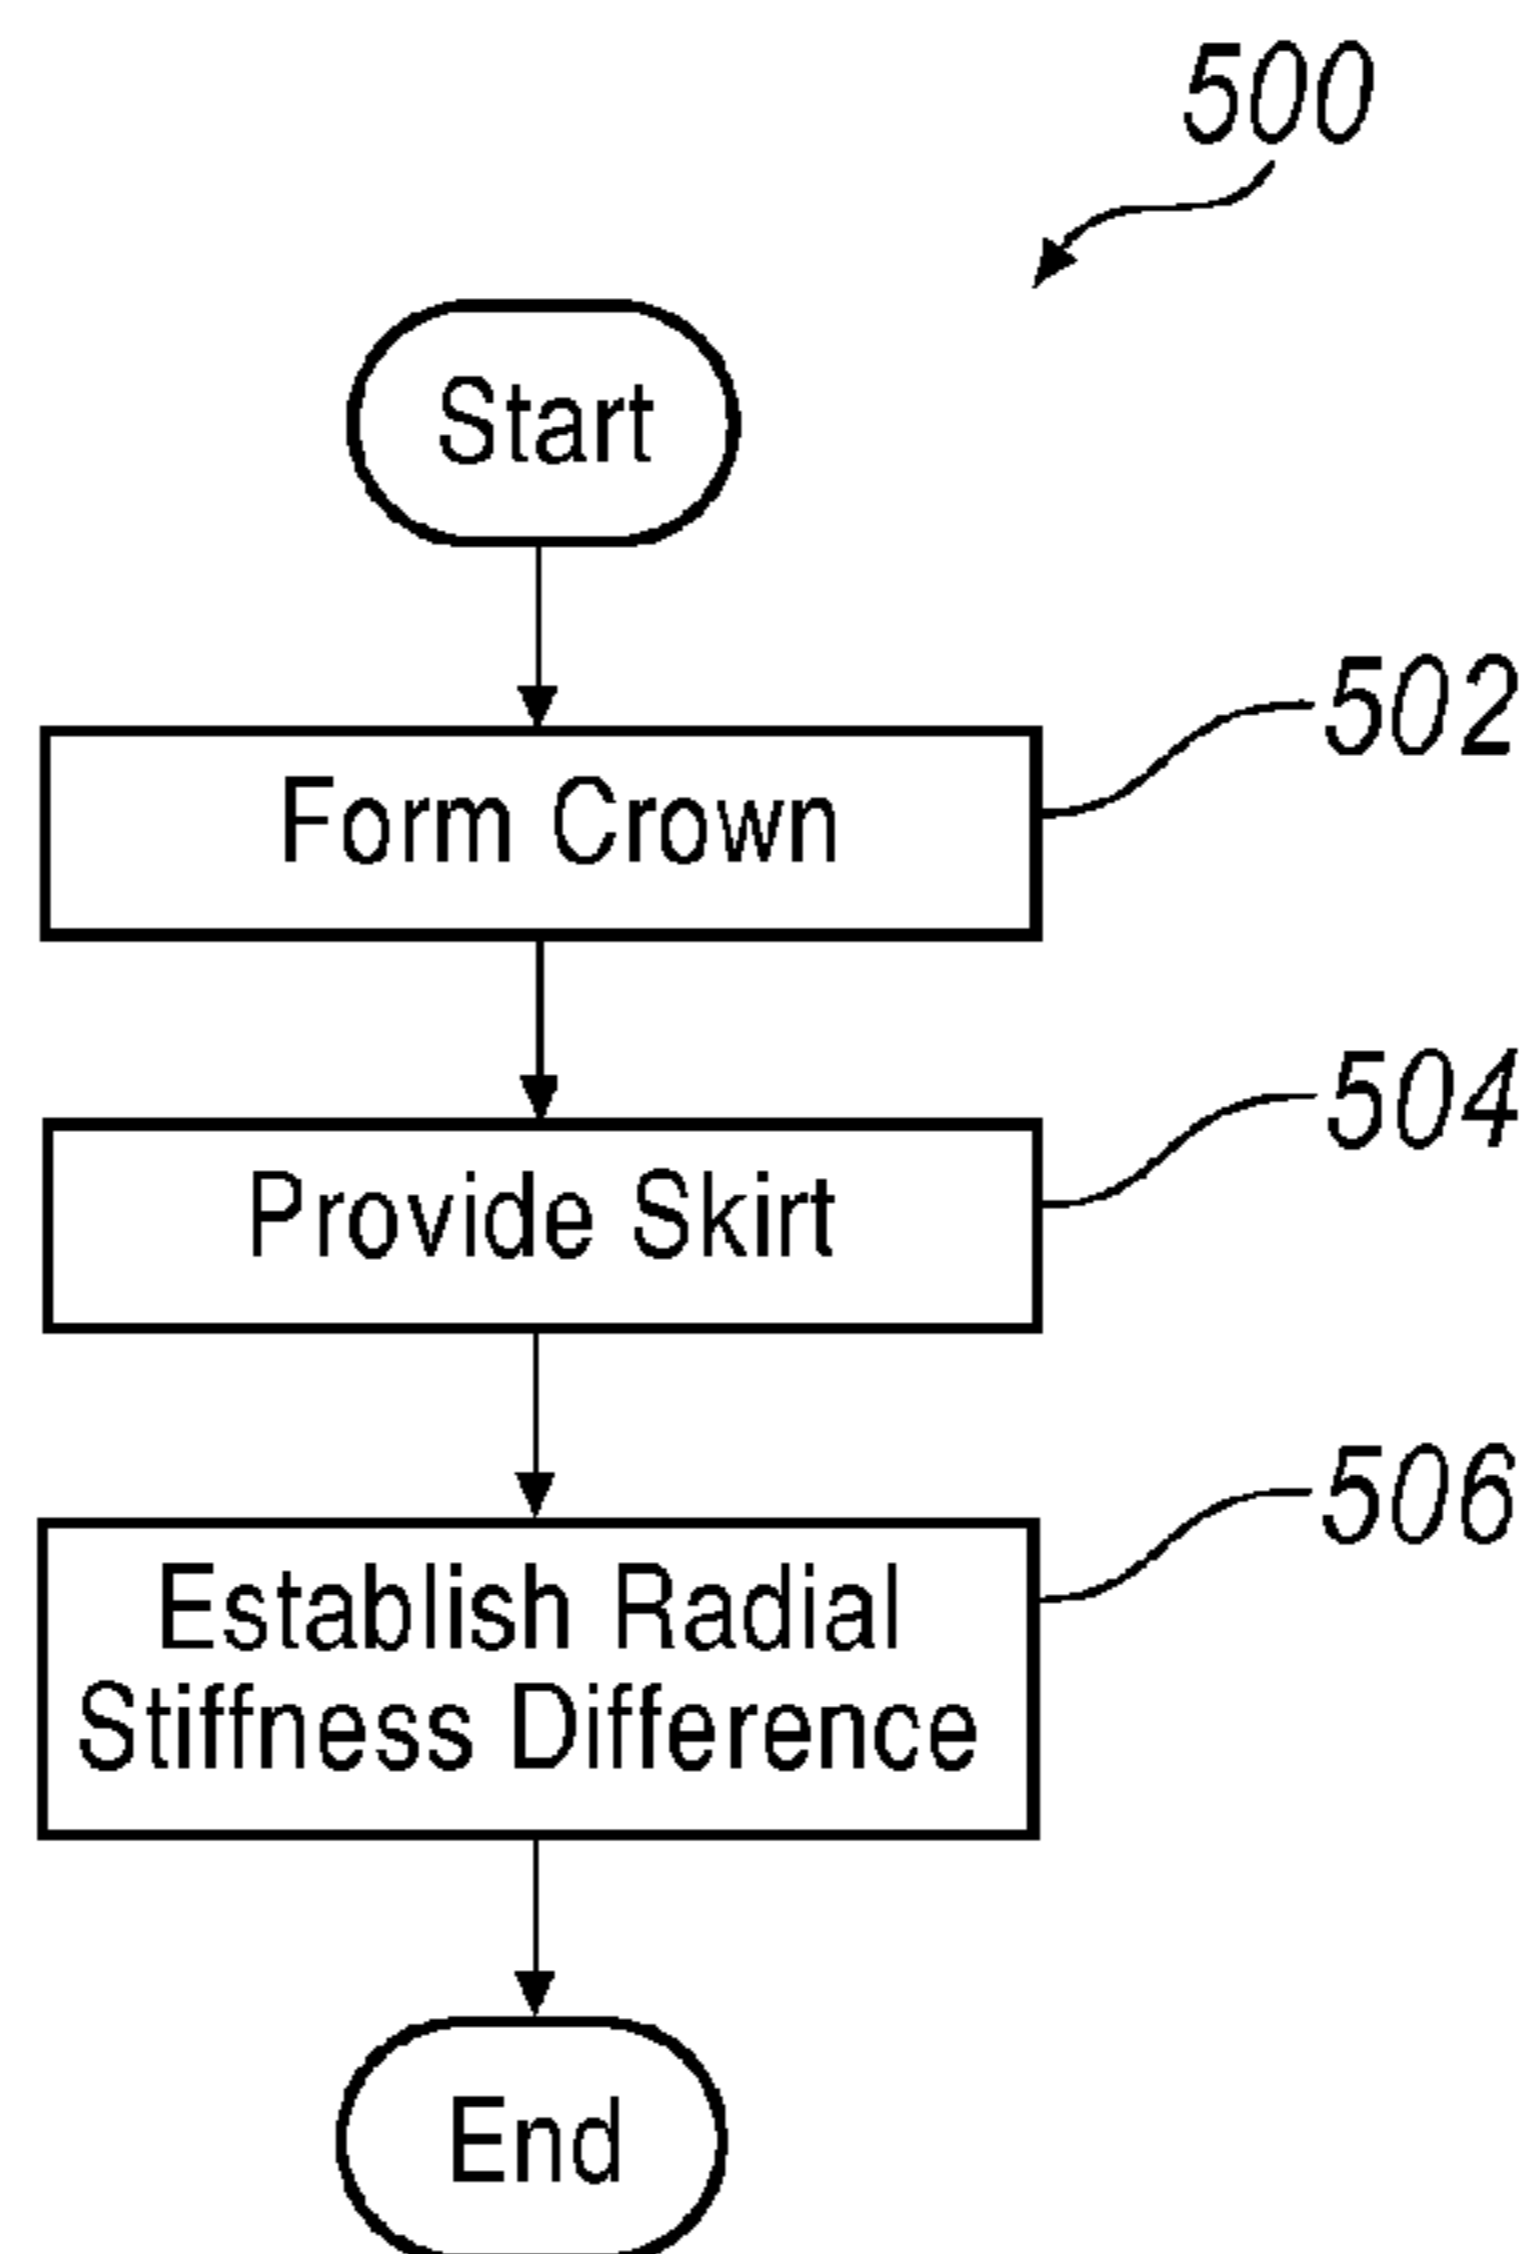 500
Start
502
Form Crown
504
Provide Skirt
506
Establish Radial
Stiffness Difference
End